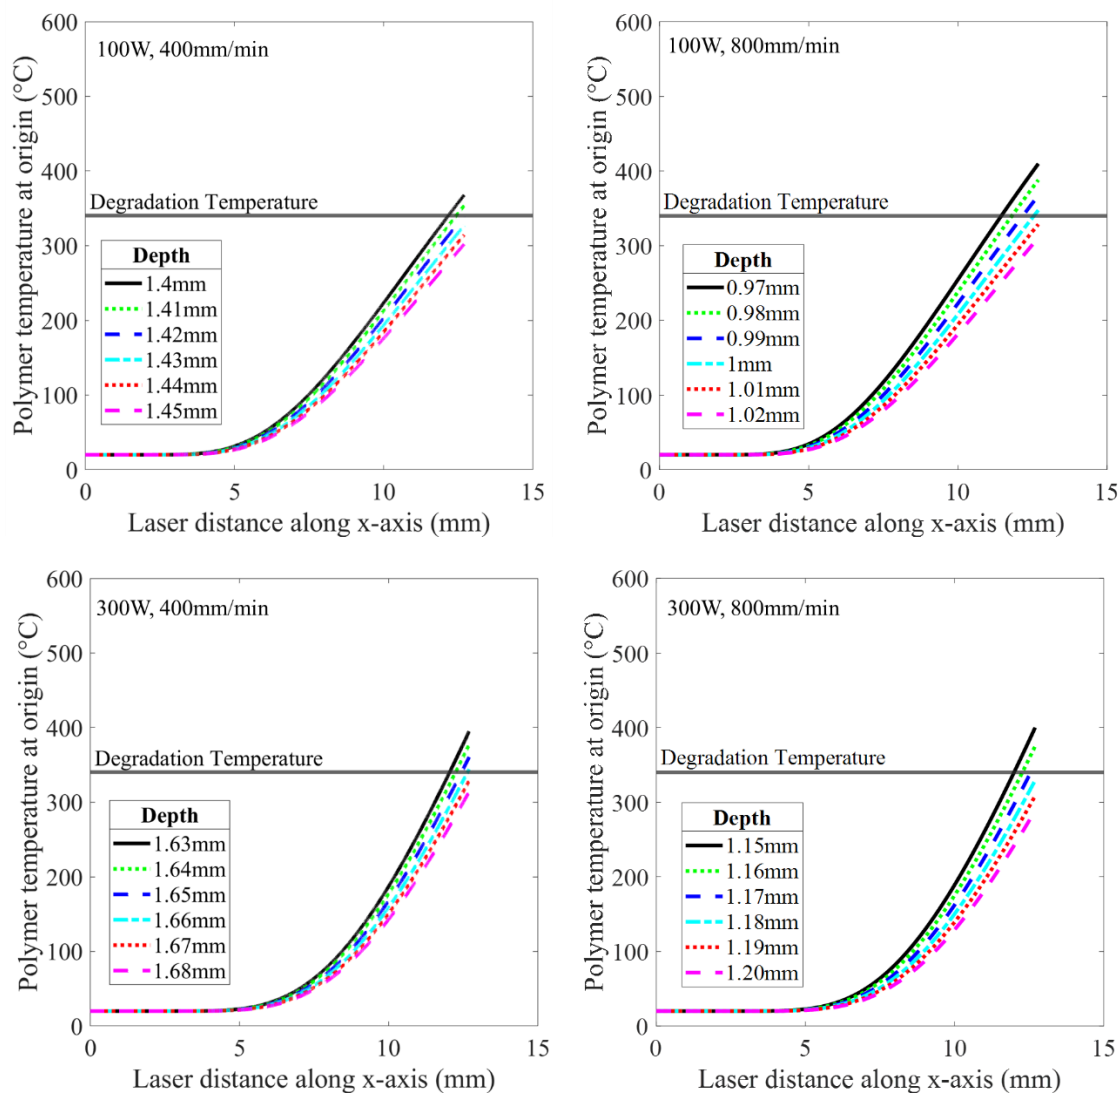 100W, 400mm/min
Polymer temperature at origin (°C)
600
500
400
300
200
100
0
Degradation Temperature
Depth
1.4mm
1.41mm
1.42mm
1.43mm
1.44mm
1.45mm
0 5 10 15
Laser distance along x-axis (mm)
100W, 800mm/min
Polymer temperature at origin (°C)
600
500
400
300
200
100
0
Degradation Temperature
Depth
0.97mm
0.98mm
0.99mm
1mm
1.01mm
1.02mm
0 5 10 15
Laser distance along x-axis (mm)
300W, 400mm/min
Polymer temperature at origin (°C)
600
500
400
300
200
100
0
Degradation Temperature
Depth
1.63mm
1.64mm
1.65mm
1.66mm
1.67mm
1.68mm
0 5 10 15
Laser distance along x-axis (mm)
300W, 800mm/min
Polymer temperature at origin (°C)
600
500
400
300
200
100
0
Degradation Temperature
Depth
1.15mm
1.16mm
1.17mm
1.18mm
1.19mm
1.20mm
0 5 10 15
Laser distance along x-axis (mm)